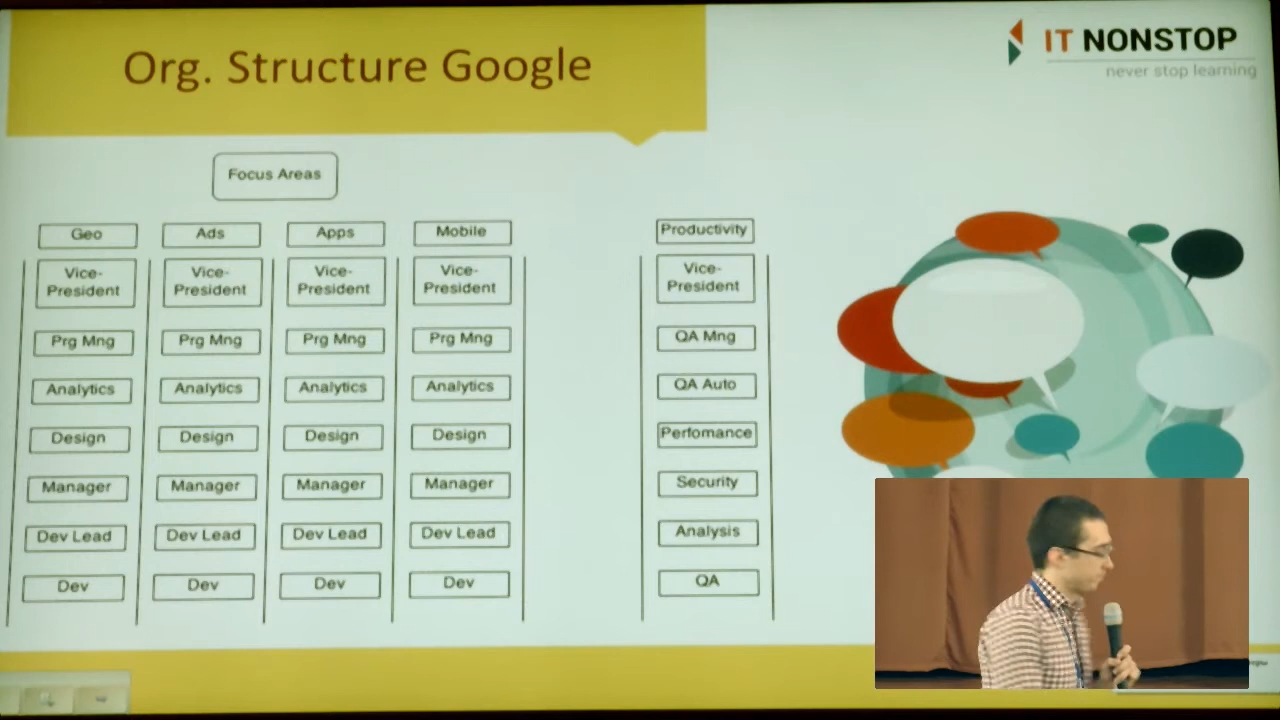 Org. Structure Google
IT NONSTOP
never stop learning
Focus Areas
Geo
Ads
Apps
Mobile
Productivity
Vice-
President
Vice-
President
Vice-
President
Vice-
President
Vice-
President
Prg Mng
Prg Mng
Prg Mng
Prg Mng
QA Mng
Analytics
Analytics
Analytics
Analytics
QA Auto
Design
Design
Design
Design
Perfomance
Manager
Manager
Manager
Manager
Security
Dev Lead
Dev Lead
Dev Lead
Dev Lead
Analysis
Dev
Dev
Dev
Dev
QA